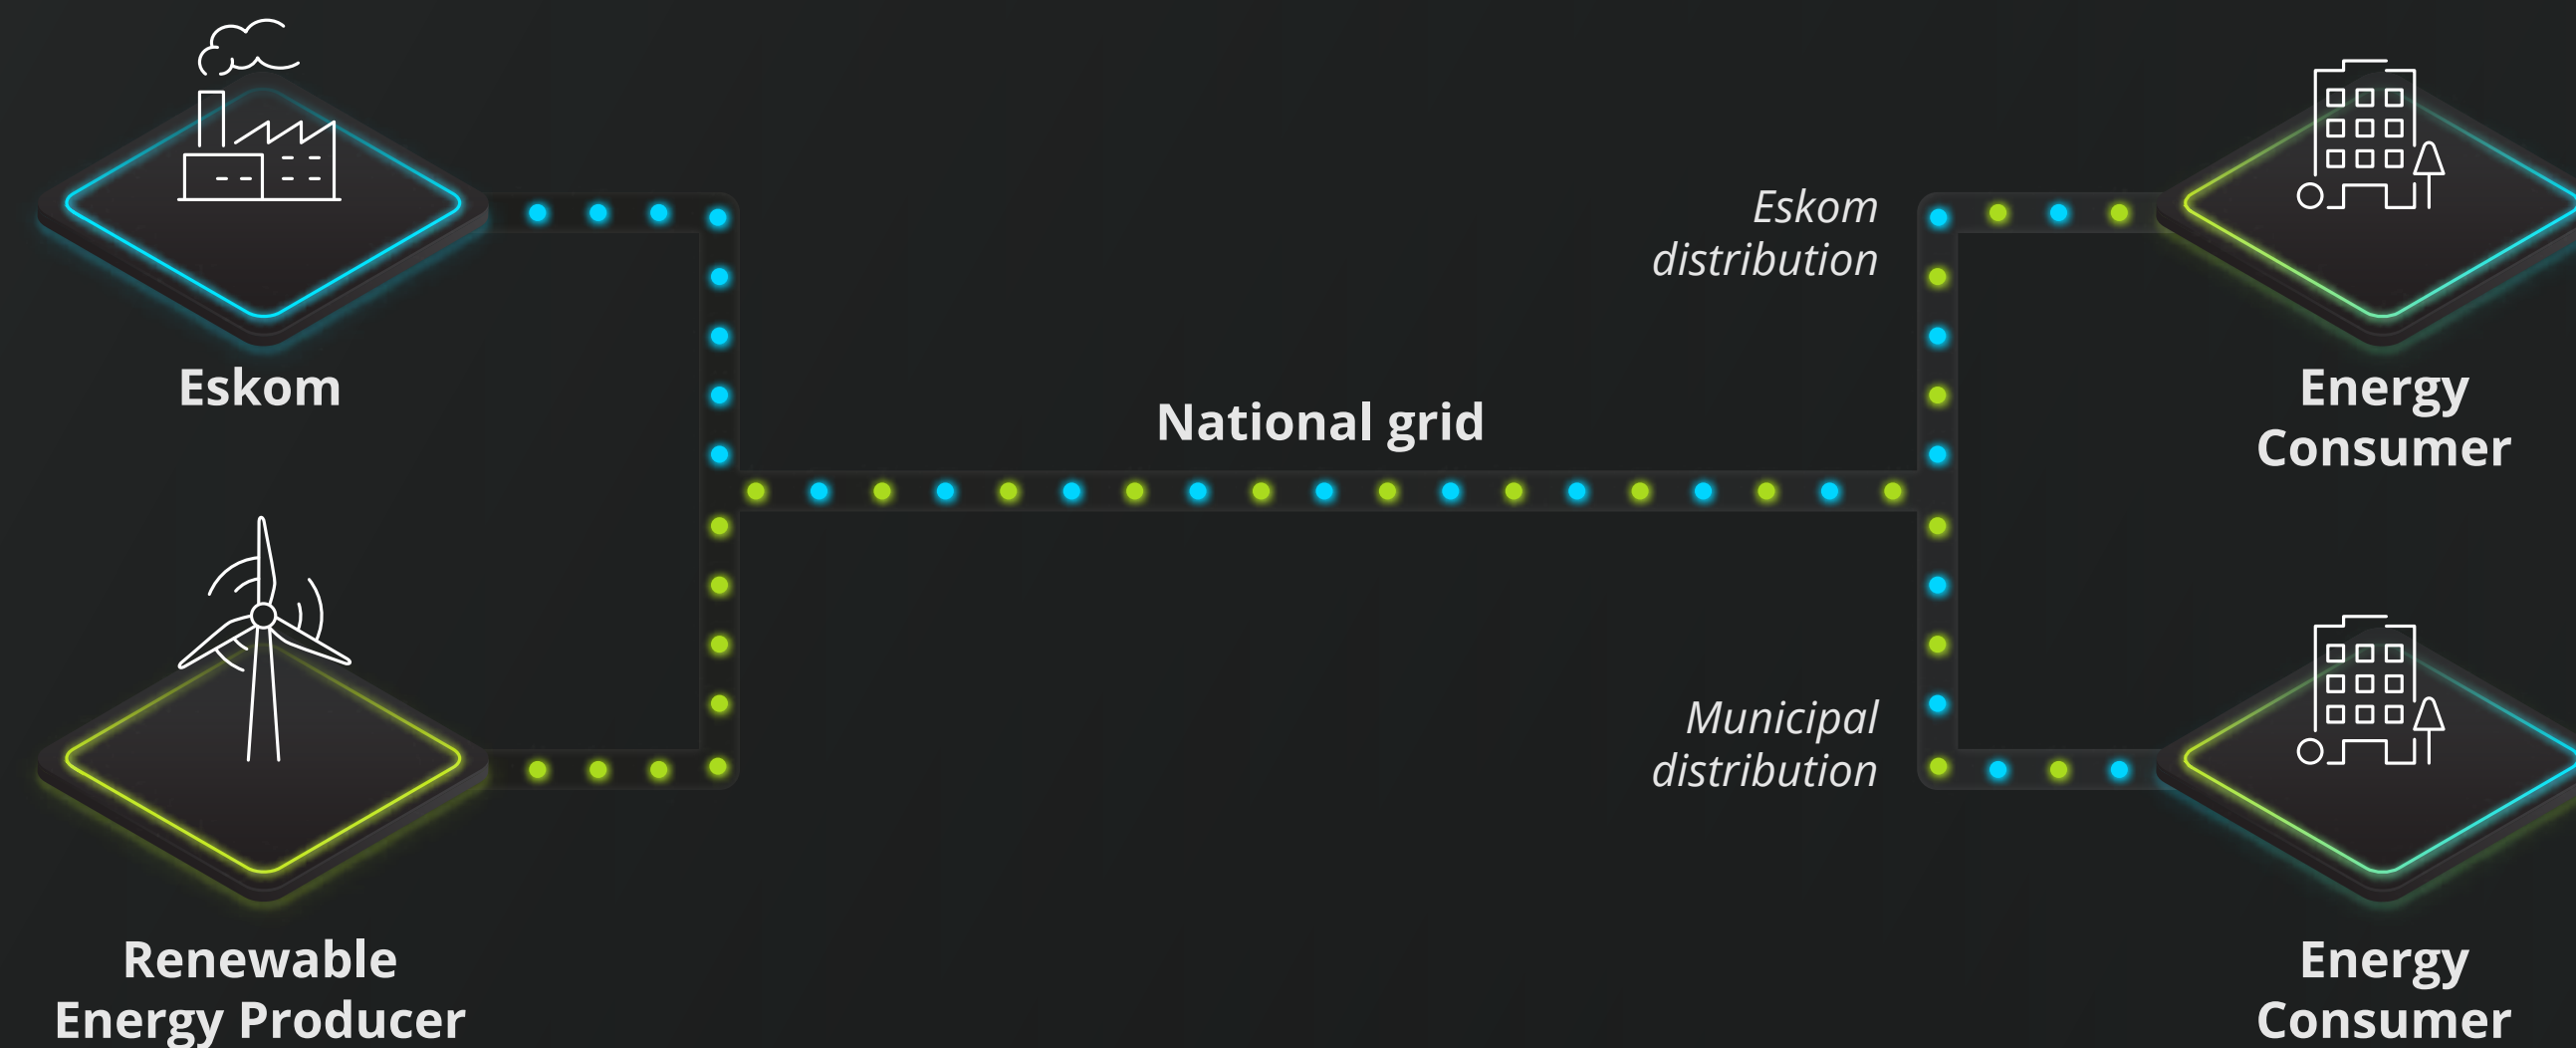 Eskom
Renewable
Energy Producer
National grid
Eskom
distribution
Municipal
distribution
Energy
Consumer
Energy
Consumer